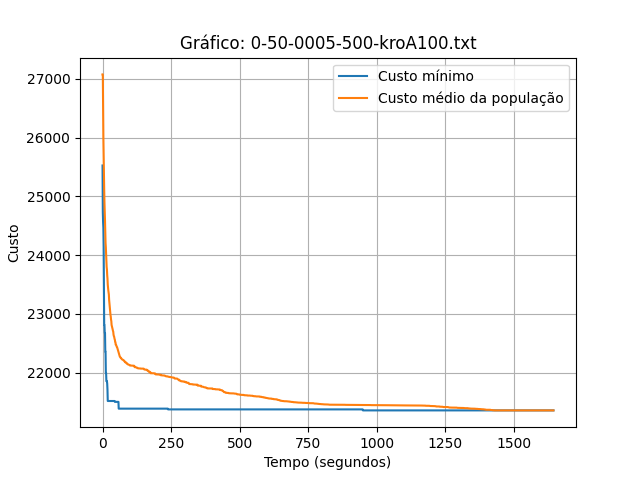 Gráfico: 0-50-0005-500-kroA100.txt
Custo mínimo
Custo médio da população
27000
26000
25000
24000
23000
22000
Custo
0 250 500 750 1000 1250 1500
Tempo (segundos)